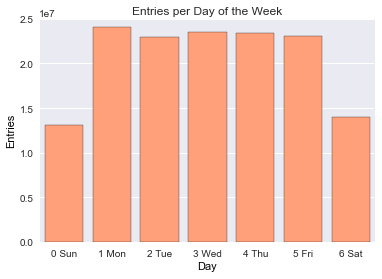 Entries per Day of the Week
1e7
2.5
2.0
1.5
1.0
0.5
0.0
Entries
0 Sun 1 Mon 2 Tue 3 Wed 4 Thu 5 Fri 6 Sat
Day